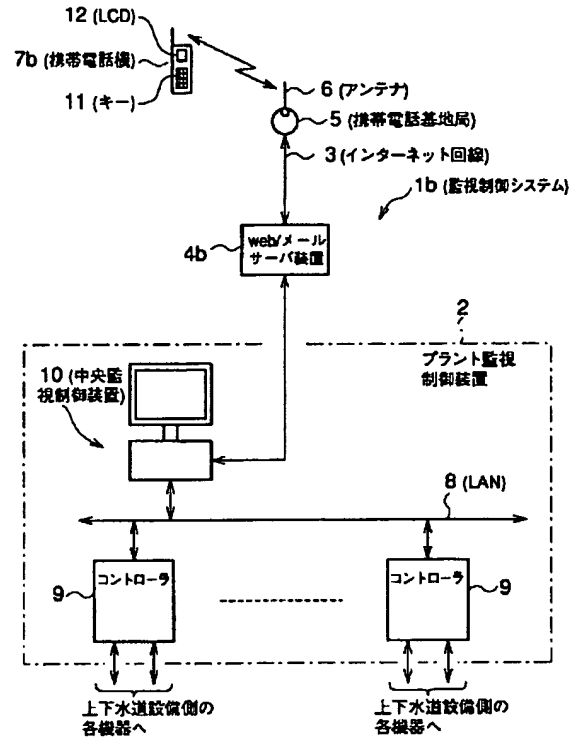 12 (LCD)
7b (携帯電話機)
11 (キー)
6 (アンテナ)
5 (携帯電話基地局)
3 (インターネット回線)
1b (監視制御システム)
web/メール
サーバ装置
4b
2
プラント監視
制御装置
10 (中央監
視制御装置)
8 (LAN)
コントローラ
9
コントローラ
9
上下水道設備側の
各機器へ
上下水道設備側の
各機器へ